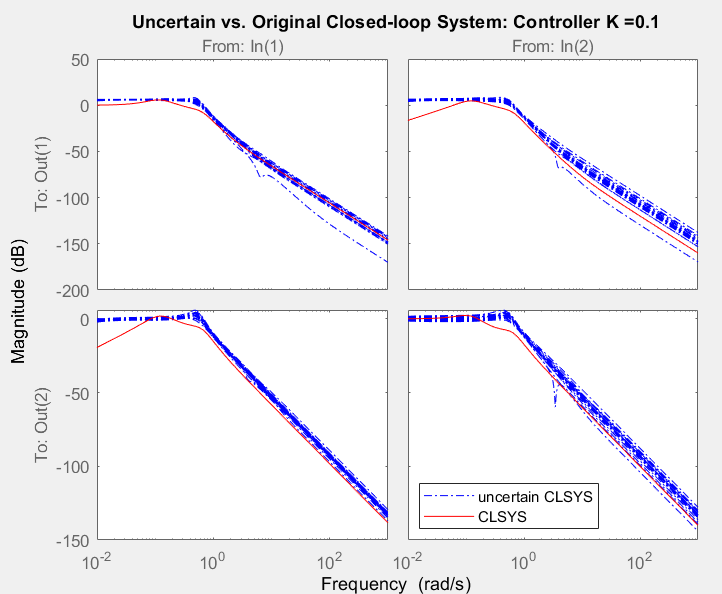 Uncertain vs. Original Closed-loop System: Controller K =0.1
From: In(1)
From: In(2)
50
0
-50
-100
-150
-200
To: Out(1)
Magnitude (dB)
0
-50
-100
-150
To: Out(2)
uncertain CLSYS
CLSYS
10^-2
10^0
10^2
10^-2
10^0
10^2
Frequency (rad/s)